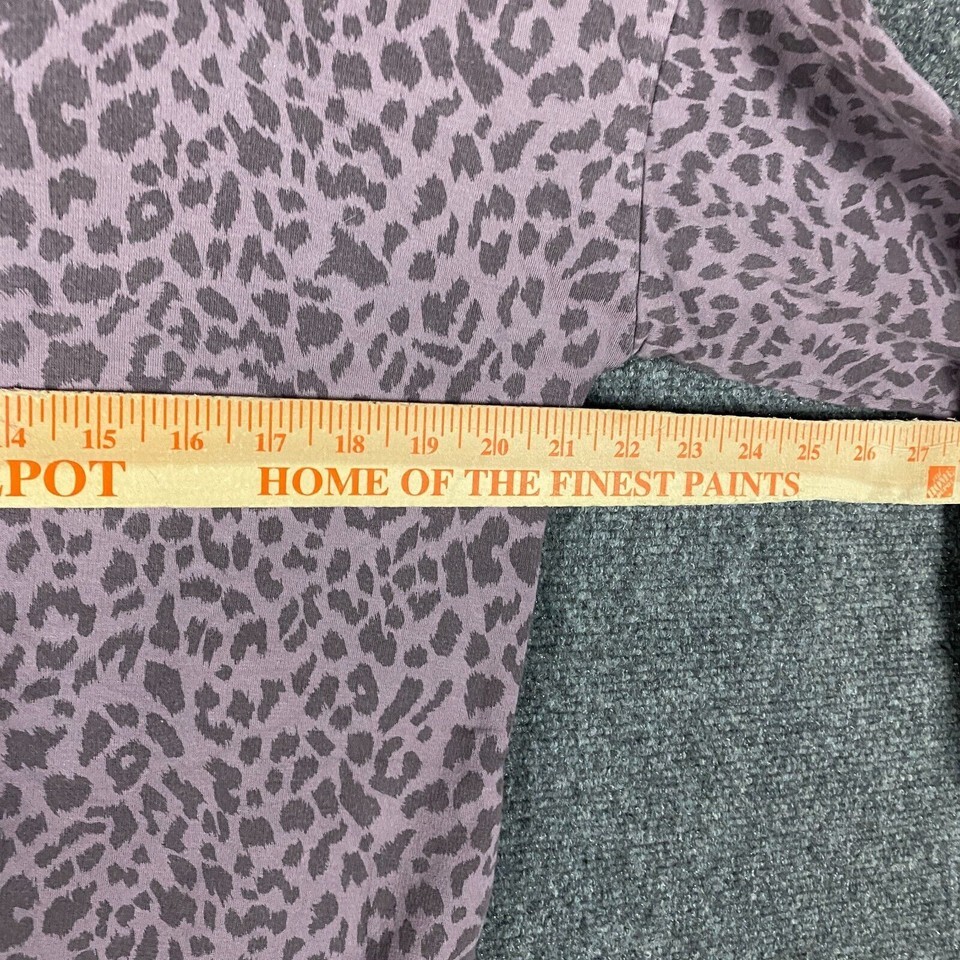 14 15 16 17 18 19 20 21 22 23 24 25 26 27
POT HOME OF THE FINEST PAINTS